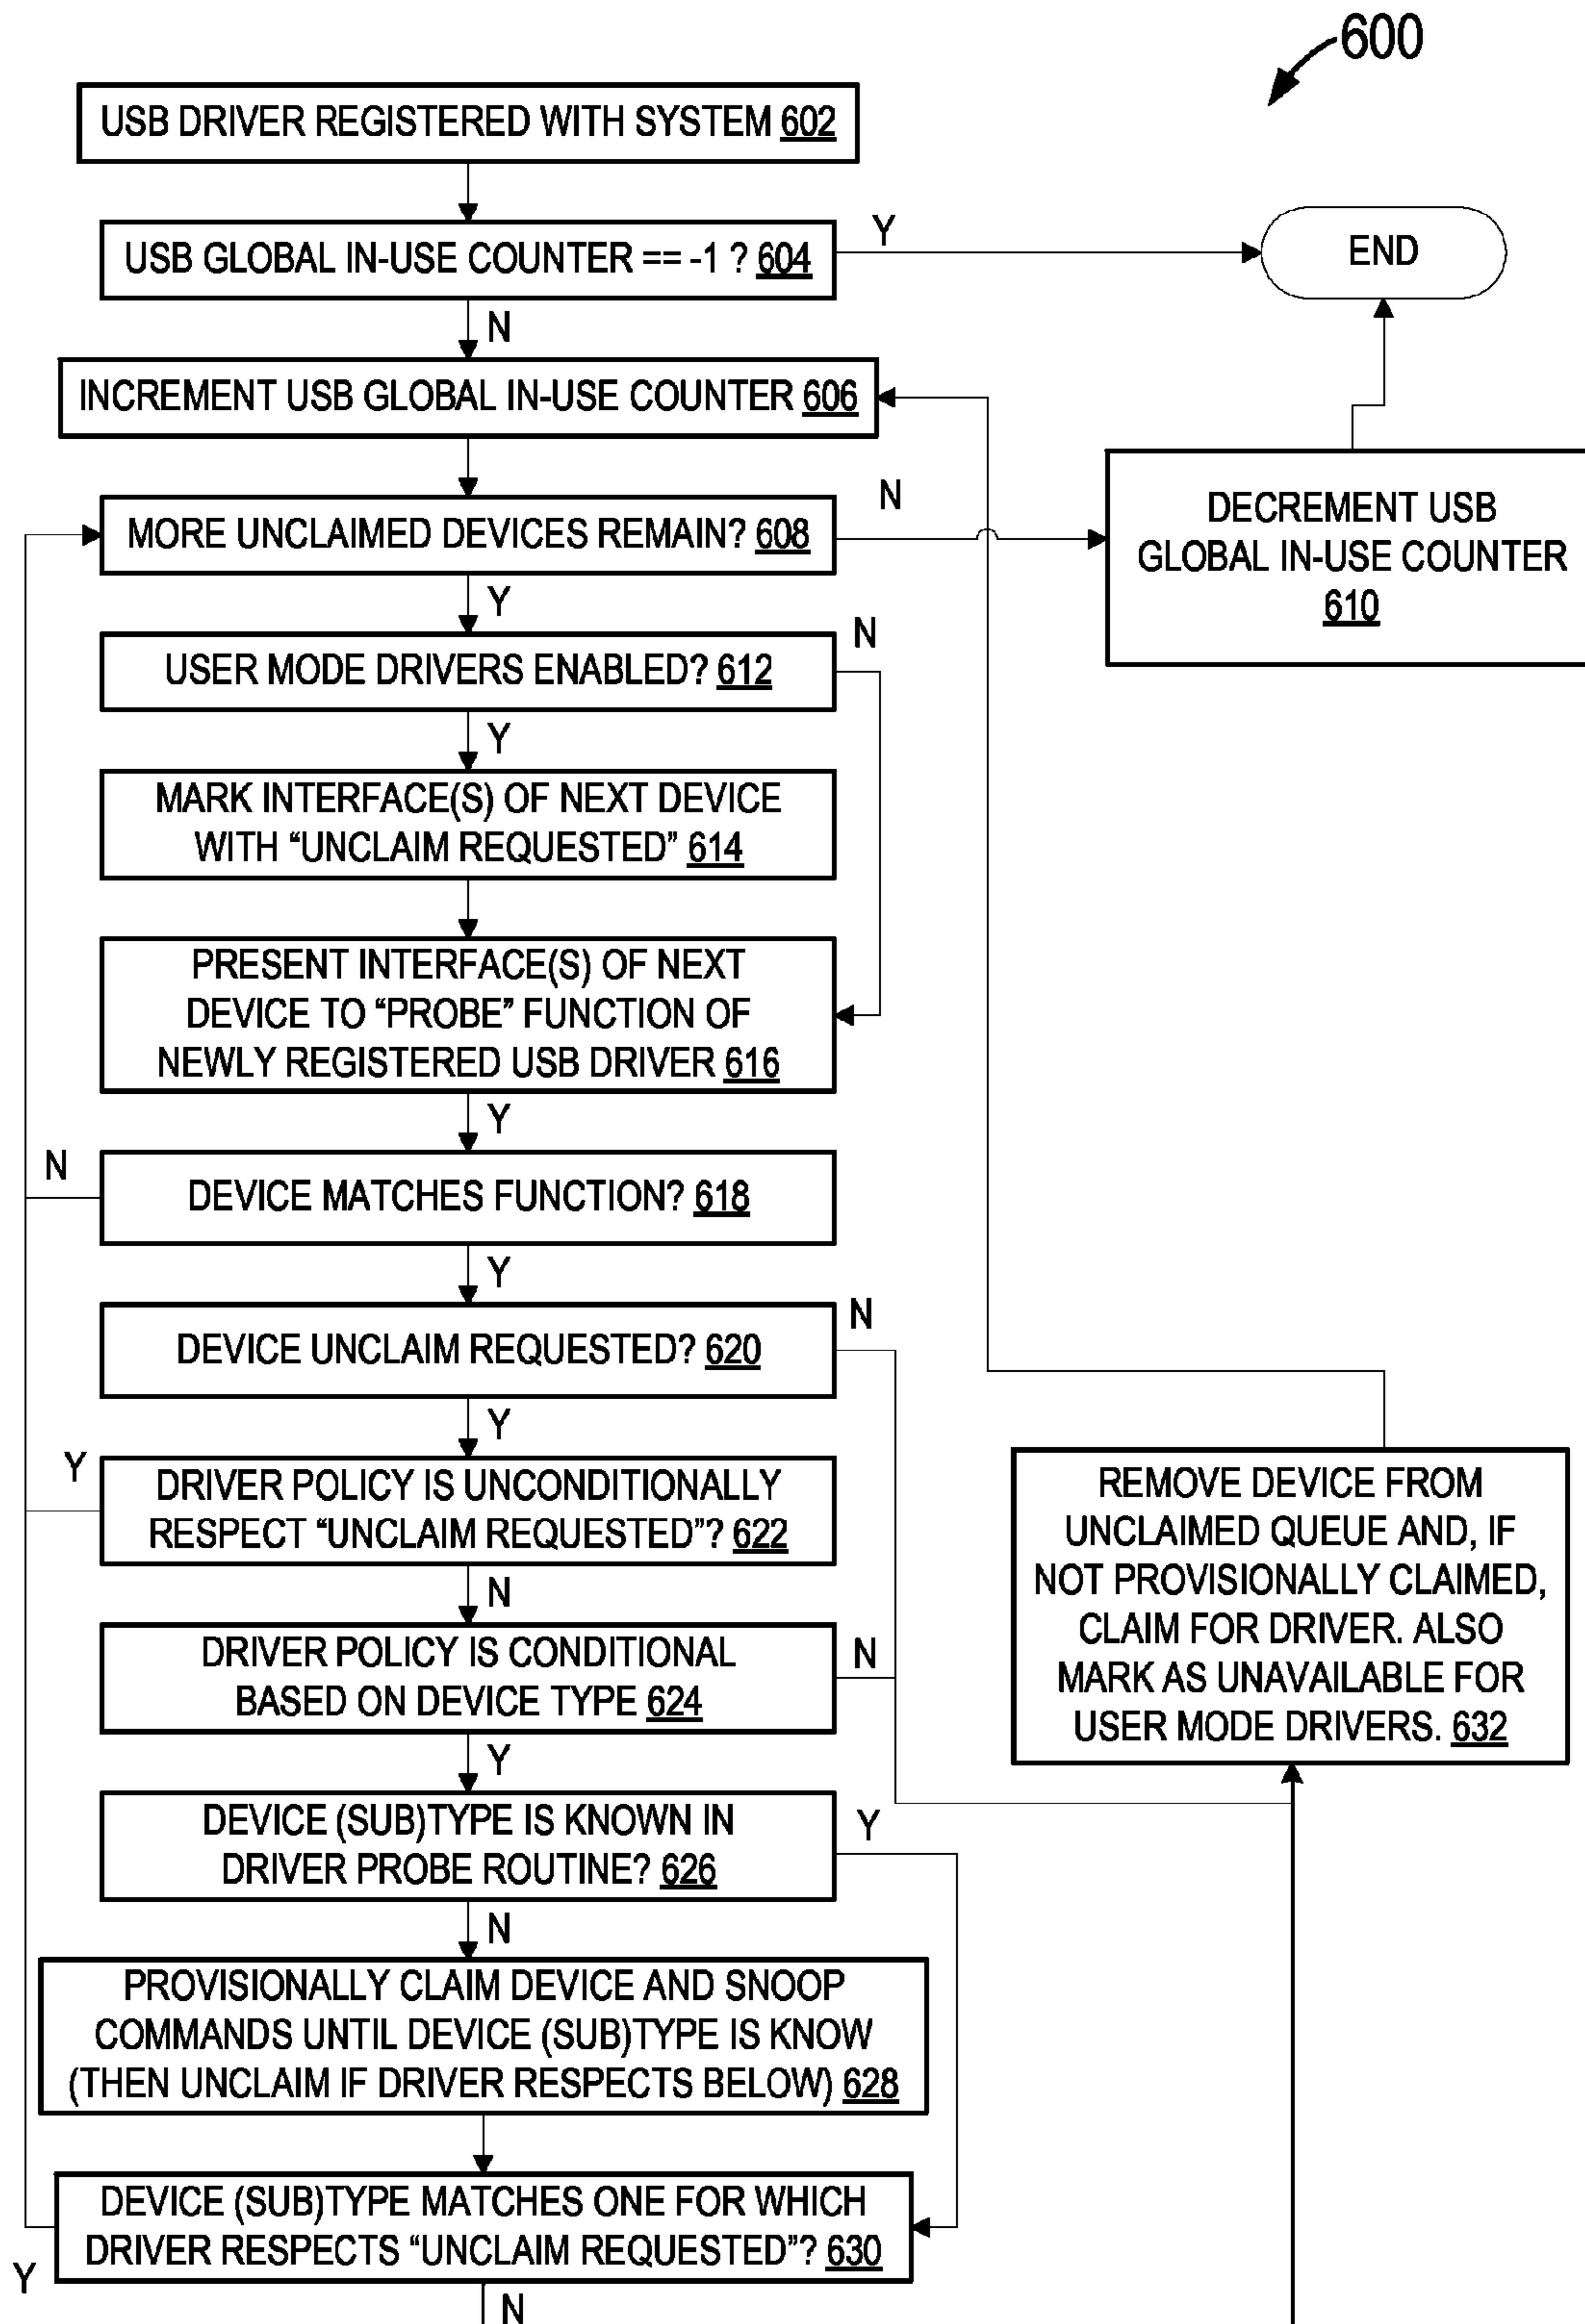 600
USB DRIVER REGISTERED WITH SYSTEM 602
USB GLOBAL IN-USE COUNTER == -1 ? 604
Y
END
N
INCREMENT USB GLOBAL IN-USE COUNTER 606
MORE UNCLAIMED DEVICES REMAIN? 608
N
DECREMENT USB
GLOBAL IN-USE COUNTER
610
Y
USER MODE DRIVERS ENABLED? 612
N
Y
MARK INTERFACE(S) OF NEXT DEVICE
WITH “UNCLAIM REQUESTED” 614
PRESENT INTERFACE(S) OF NEXT
DEVICE TO “PROBE” FUNCTION OF
NEWLY REGISTERED USB DRIVER 616
Y
N
DEVICE MATCHES FUNCTION? 618
Y
DEVICE UNCLAIM REQUESTED? 620
N
Y
Y
DRIVER POLICY IS UNCONDITIONALLY
RESPECT “UNCLAIM REQUESTED”? 622
N
DRIVER POLICY IS CONDITIONAL
BASED ON DEVICE TYPE 624
N
Y
REMOVE DEVICE FROM
UNCLAIMED QUEUE AND, IF
NOT PROVISIONALLY CLAIMED,
CLAIM FOR DRIVER. ALSO
MARK AS UNAVAILABLE FOR
USER MODE DRIVERS. 632
DEVICE (SUB)TYPE IS KNOWN IN
DRIVER PROBE ROUTINE? 626
Y
N
PROVISIONALLY CLAIM DEVICE AND SNOOP
COMMANDS UNTIL DEVICE (SUB)TYPE IS KNOW
(THEN UNCLAIM IF DRIVER RESPECTS BELOW) 628
DEVICE (SUB)TYPE MATCHES ONE FOR WHICH
DRIVER RESPECTS “UNCLAIM REQUESTED”? 630
Y
N